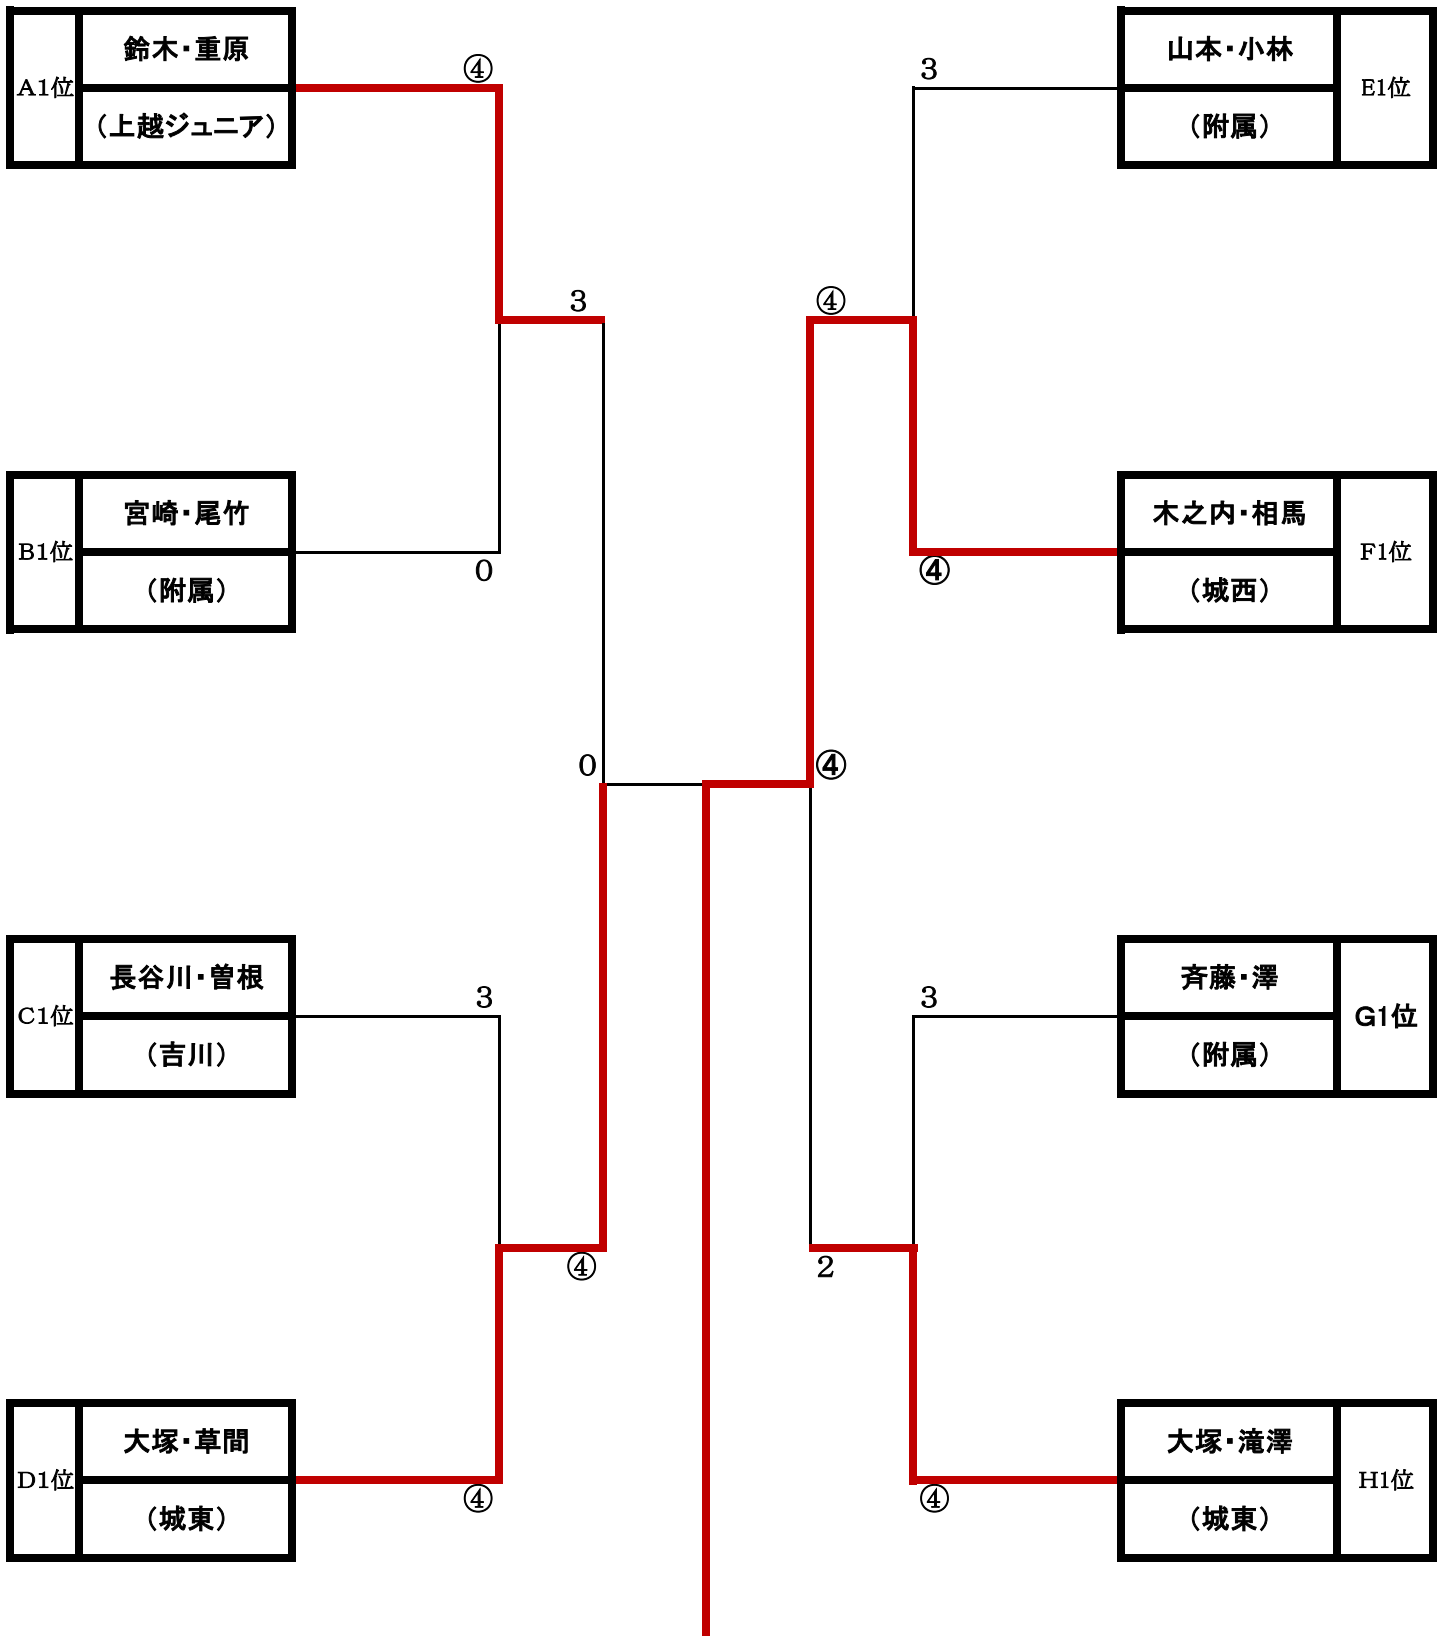 A1位
鈴木・重原
(上越ジュニア)
④
3
山本・小林
(附属)
E1位
3
④
B1位
宮崎・尾竹
(附属)
0
木之内・相馬
(城西)
F1位
④
0
④
C1位
長谷川・曽根
(吉川)
3
3
斉藤・澤
(附属)
G1位
④
2
D1位
大塚・草間
(城東)
④
④
大塚・滝澤
(城東)
H1位